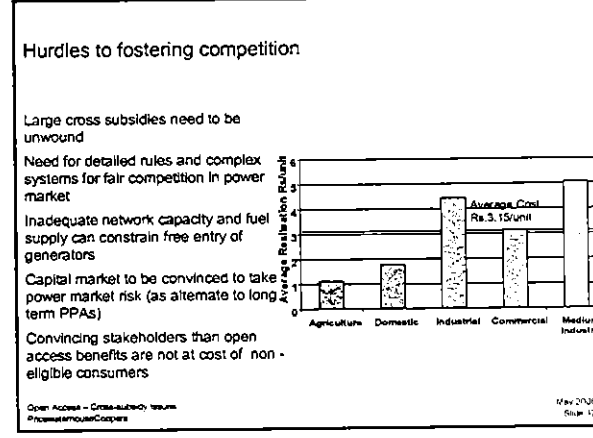 Hurdles to fostering competition
Large cross subsidies need to be
unwound
Need for detailed rules and complex
systems for fair competition in power
market
Inadequate network capacity and fuel
supply can constrain free entry of
generators
Capital market to be convinced to take
power market risk (as alternate to long
term PPAs)
Convincing stakeholders than open
access benefits are not at cost of non -
eligible consumers
Average Realisation Rs/unit
6
5
4
3
2
1
0
Average Cost
Rs.3.15/unit
Agriculture Domestic Industrial Commercial Medium
Industri
Open Access – Cross-subsidy Issues
PricewaterhouseCoopers
May
Slide